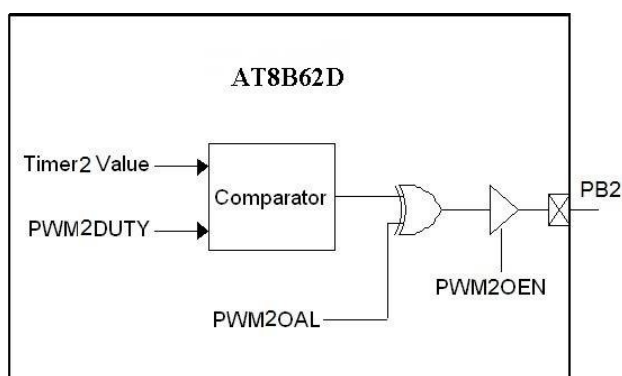 AT8B62D
Timer2 Value
Comparator
PB2
PWM2DUTY
PWM2OEN
PWM2OAL